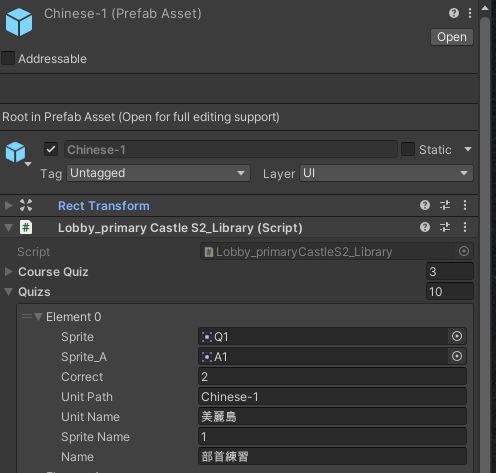 Chinese-1 (Prefab Asset)
Open
Addressable
Root in Prefab Asset (Open for full editing support)
Chinese-1 Static
Tag Untagged Layer UI
Rect Transform
# Lobby_primary Castle S2_Library (Script)
Script Lobby_primaryCastleS2_Library
Course Quiz 3
Quizs 10
Element 0
Sprite Q1
Sprite_A A1
Correct 2
Unit Path Chinese-1
Unit Name 美麗島
Sprite Name 1
Name 部首練習